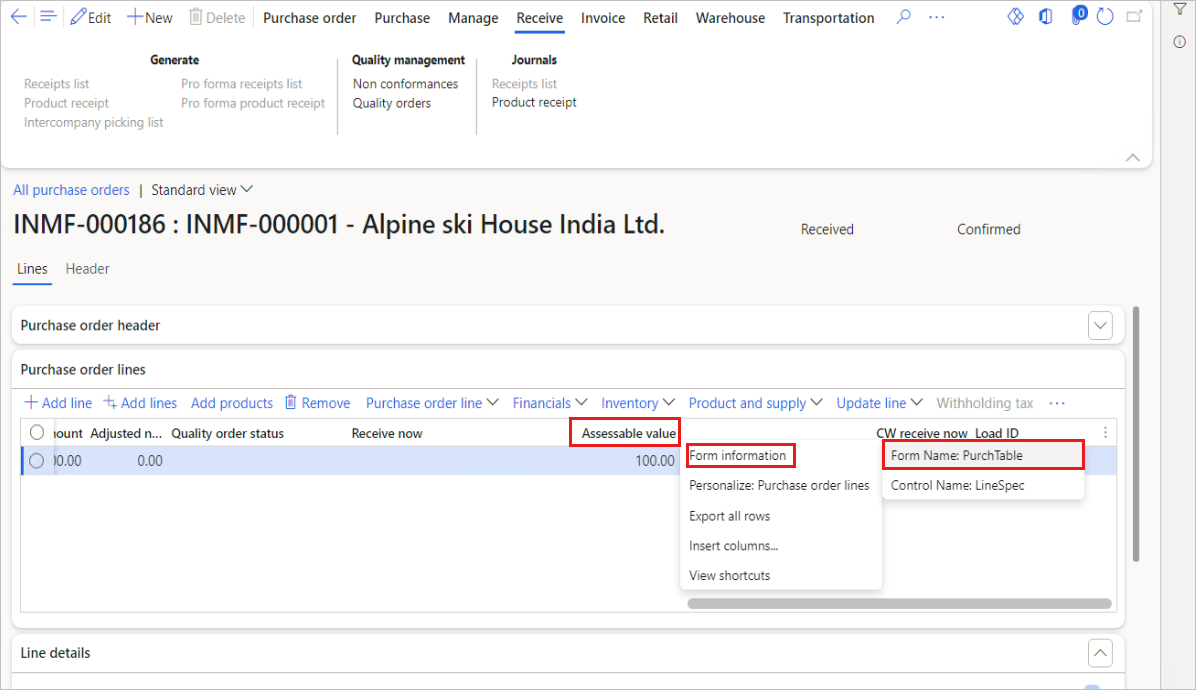 Edit New Delete Purchase order Purchase Manage Receive Invoice Retail Warehouse Transportation ... 0
Generate
Receipts list Pro forma receipts list
Product receipt Pro forma product receipt
Intercompany picking list
Quality management
Non conformances
Quality orders
Journals
Receipts list
Product receipt
All purchase orders | Standard view
INMF-000186 : INMF-000001 - Alpine ski House India Ltd. Received Confirmed
Lines Header
Purchase order header
Purchase order lines
+ Add line Add lines Add products Remove Purchase order line Financials Inventory Product and supply Update line Withholding tax ...
ount Adjusted n... Quality order status Receive now Assessable value CW receive now Load ID
00.00 0.00 100.00
Form information
Personalize: Purchase order lines
Export all rows
Insert columns...
View shortcuts
Form Name: PurchTable
Control Name: LineSpec
Line details